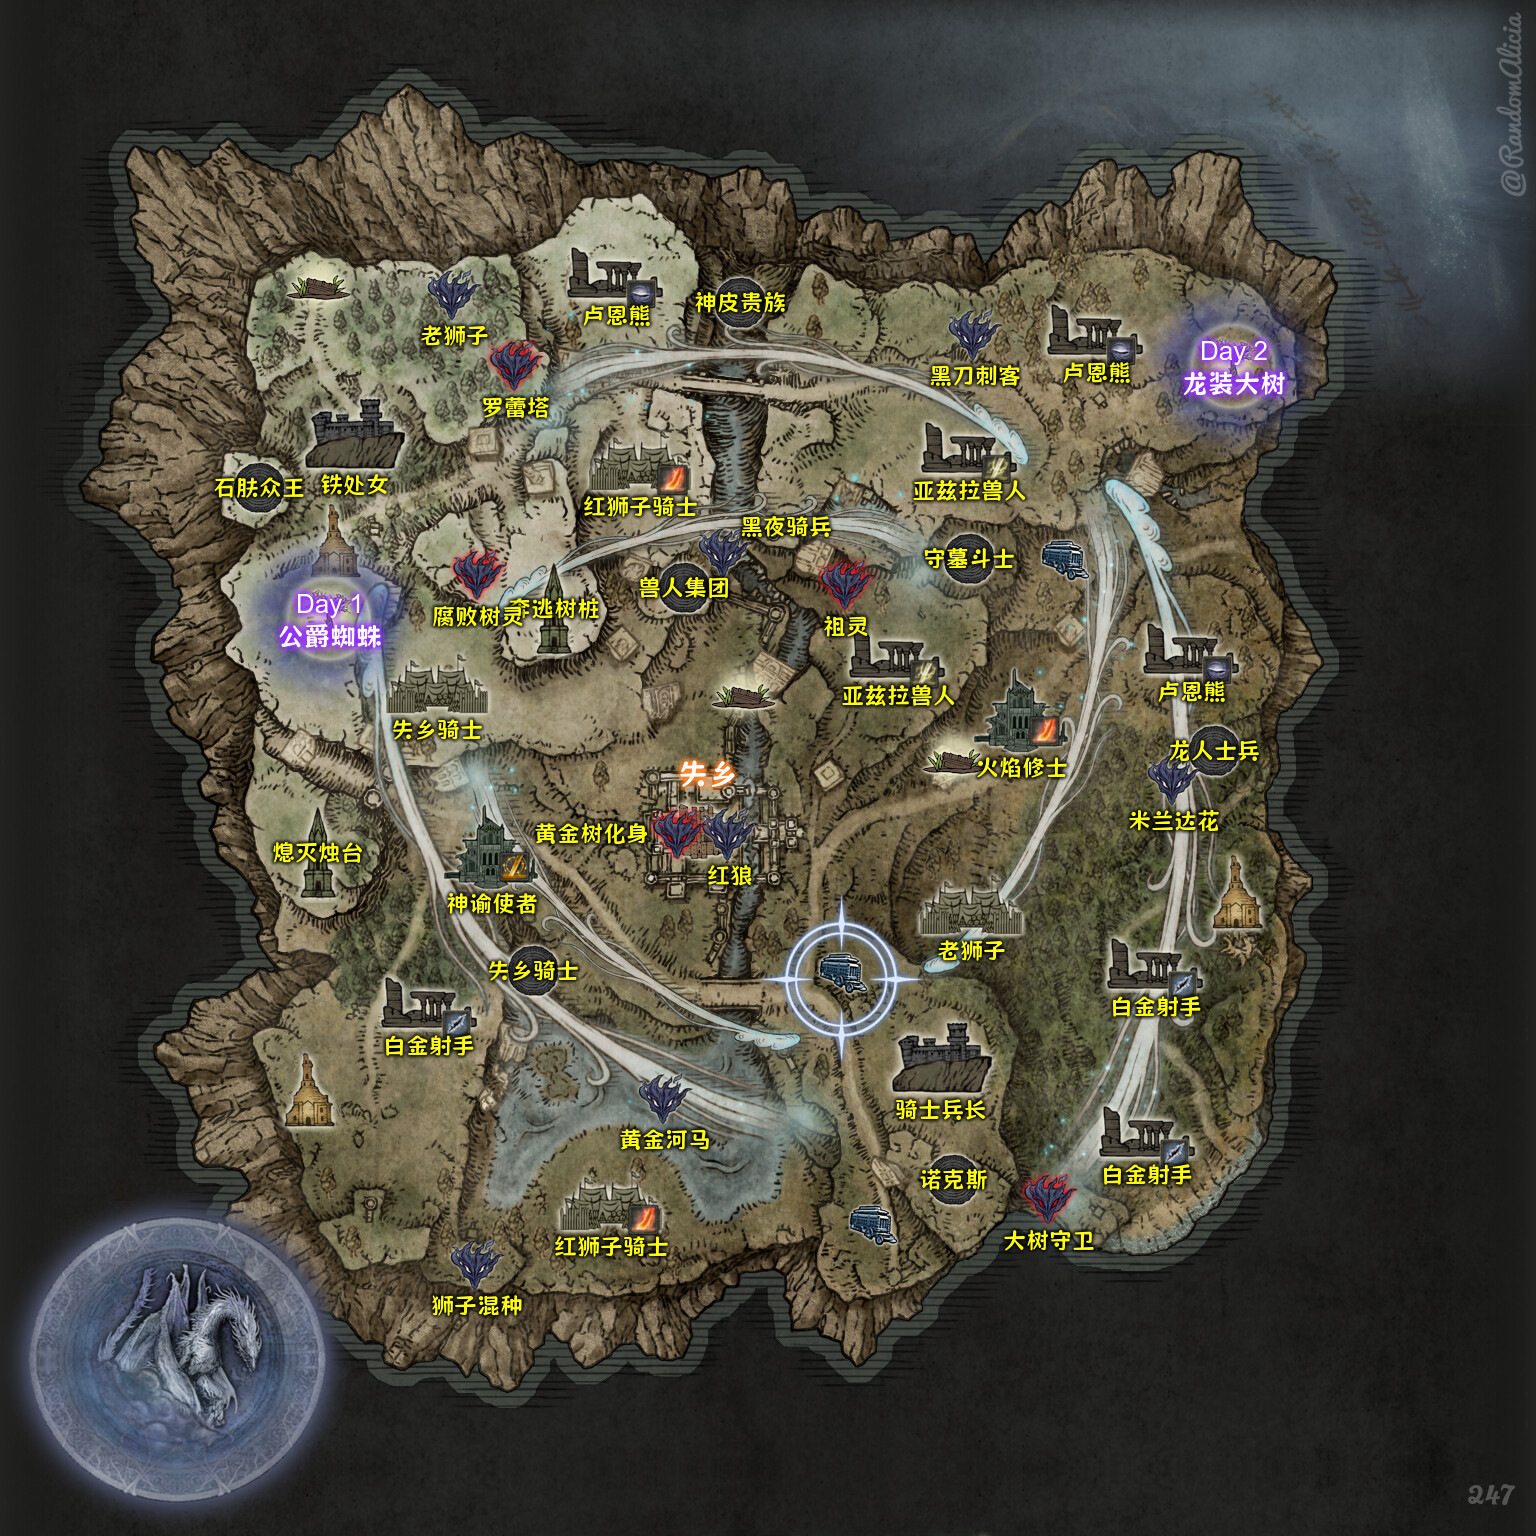 @RandomAlicia
神皮贵族
卢恩熊
老狮子
Day 2
龙装大树
卢恩熊
黑刀刺客
罗蕾塔
石肤众王
铁处女
亚兹拉兽人
红狮子骑士
黑夜骑兵
守墓斗士
兽人集团
Day 1
公爵蜘蛛
腐败树灵
弃逃树桩
祖灵
亚兹拉兽人
卢恩熊
失乡骑士
龙人士兵
火焰修士
失乡
米兰达花
黄金树化身
熄灭烛台
红狼
神谕使者
老狮子
失乡骑士
白金射手
白金射手
骑士兵长
黄金河马
白金射手
诺克斯
大树守卫
红狮子骑士
狮子混种
247